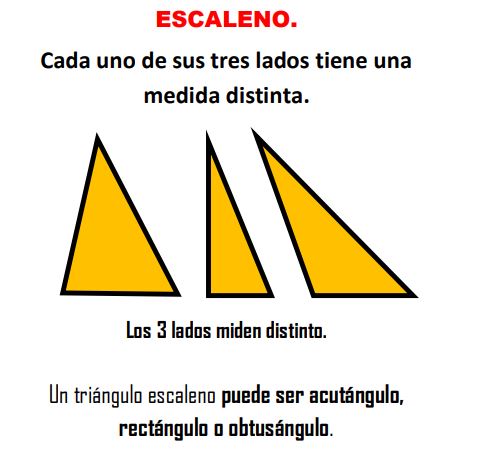 ESCALENO.
Cada uno de sus tres lados tiene una
medida distinta.
Los 3 lados miden distinto.
Un triángulo escaleno puede ser acutángulo,
rectángulo o obtusángulo.